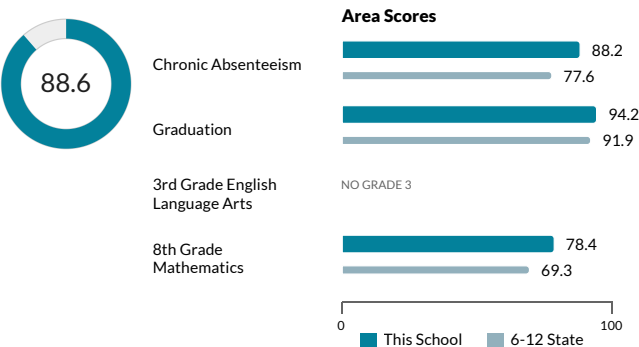 Area Scores
88.6
Chronic Absenteeism
88.2
77.6
Graduation
94.2
91.9
3rd Grade English
Language Arts
NO GRADE 3
8th Grade
Mathematics
78.4
69.3
0
100
This School
6-12 State